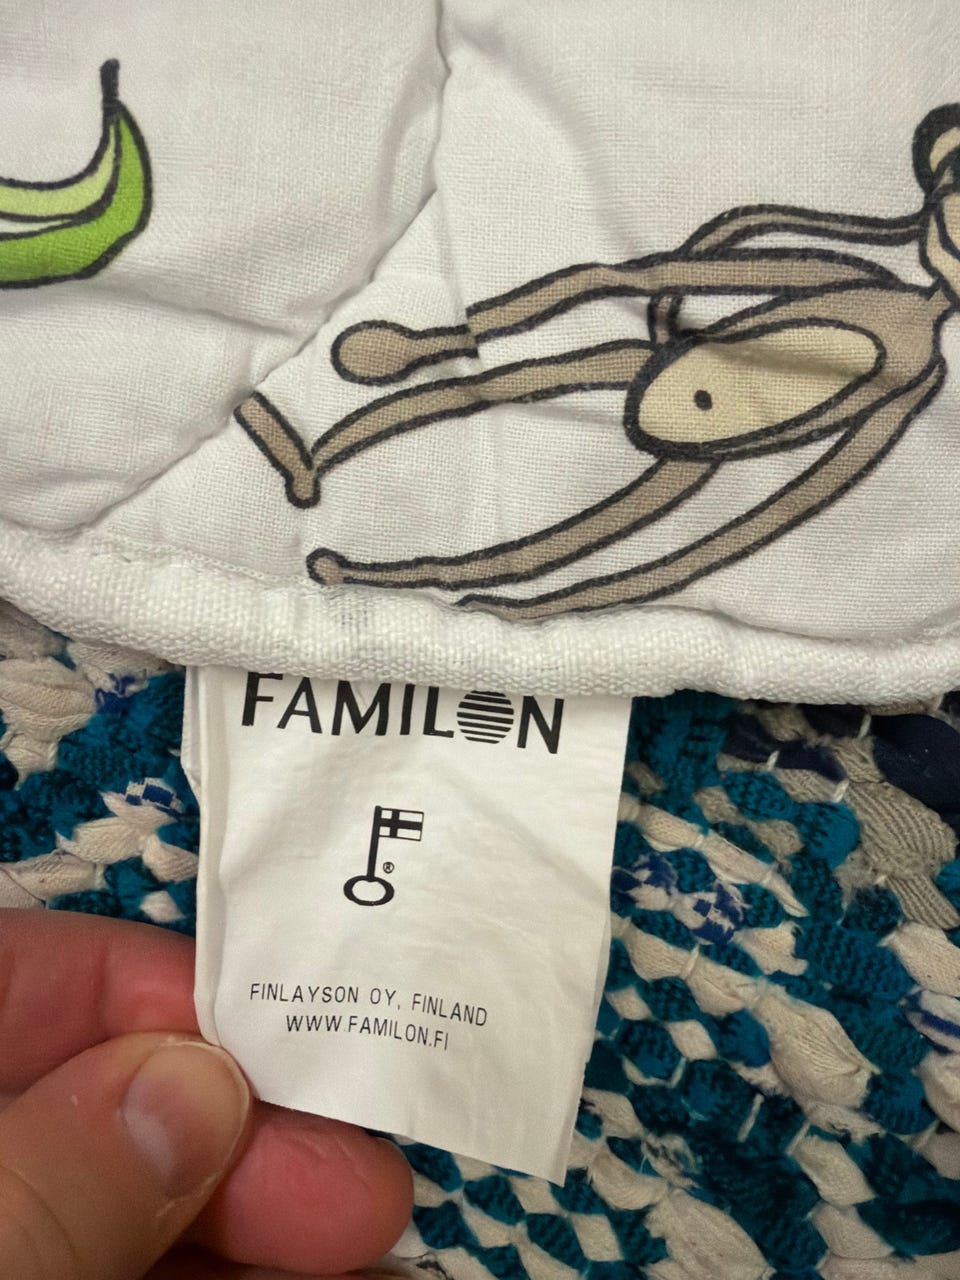 FAMILON
®
FINLAYSON OY, FINLAND
WWW.FAMILON.FI